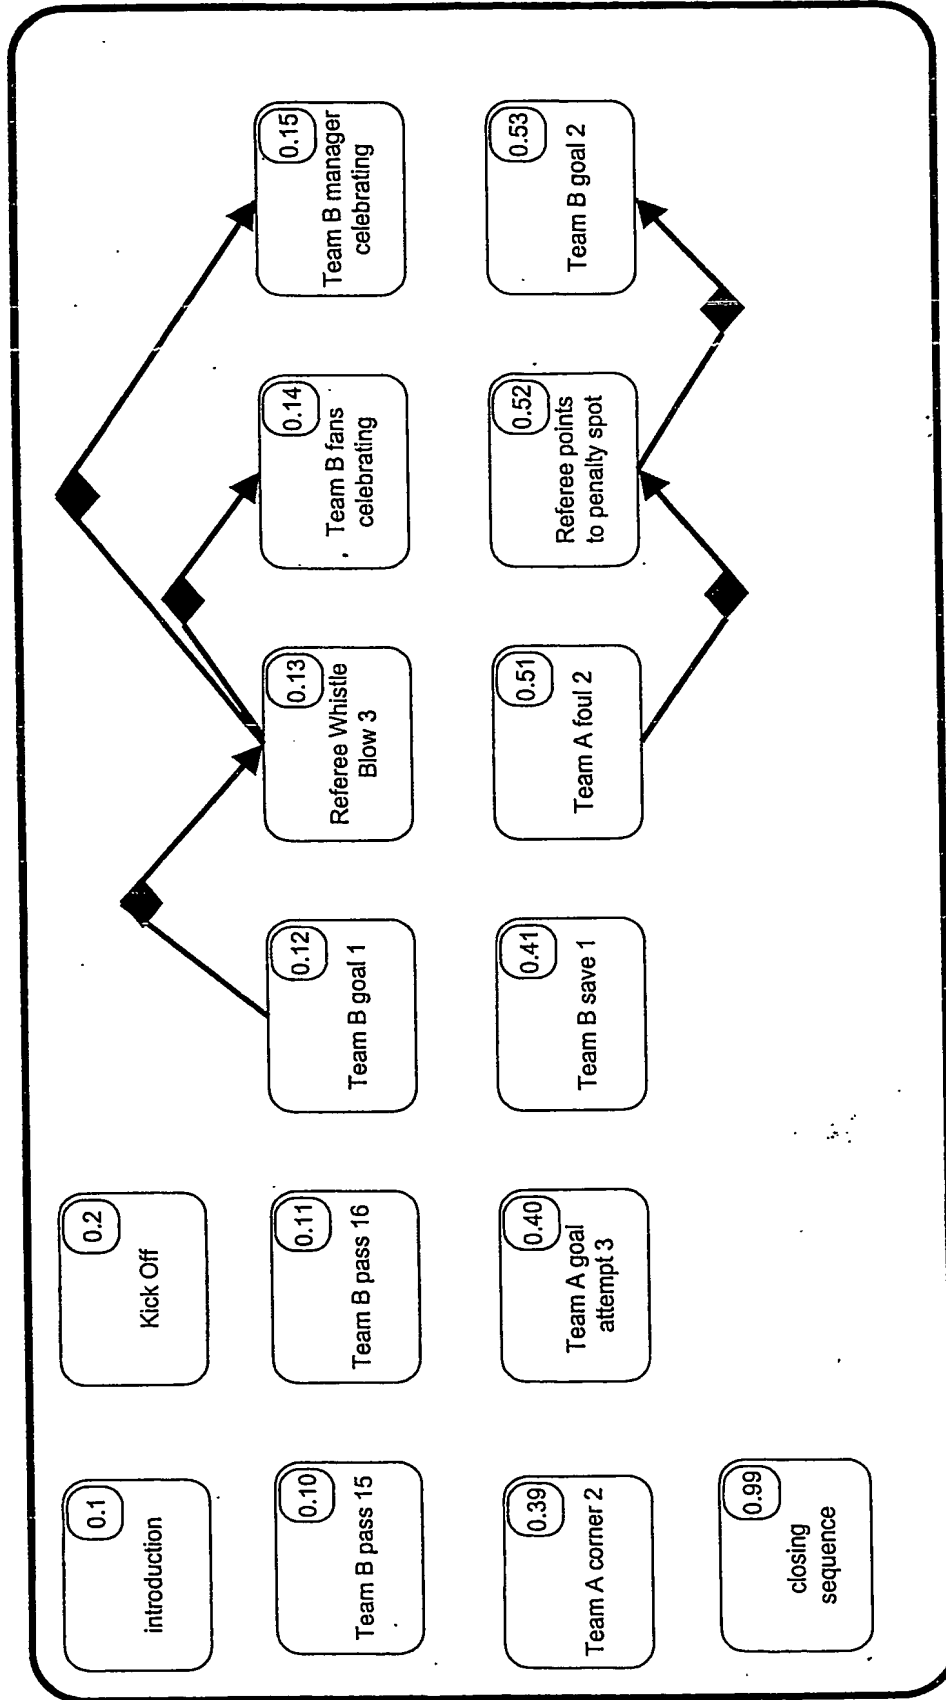 0.1
introduction
0.2
Kick Off
0.10
Team B pass 15
0.11
Team B pass 16
0.12
Team B goal 1
0.13
Referee Whistle
Blow 3
0.14
Team B fans
celebrating
0.15
Team B manager
celebrating
0.39
Team A corner 2
0.40
Team A goal
attempt 3
0.41
Team B save 1
0.51
Team A foul 2
0.52
Referee points
to penalty spot
0.53
Team B goal 2
0.99
closing
sequence